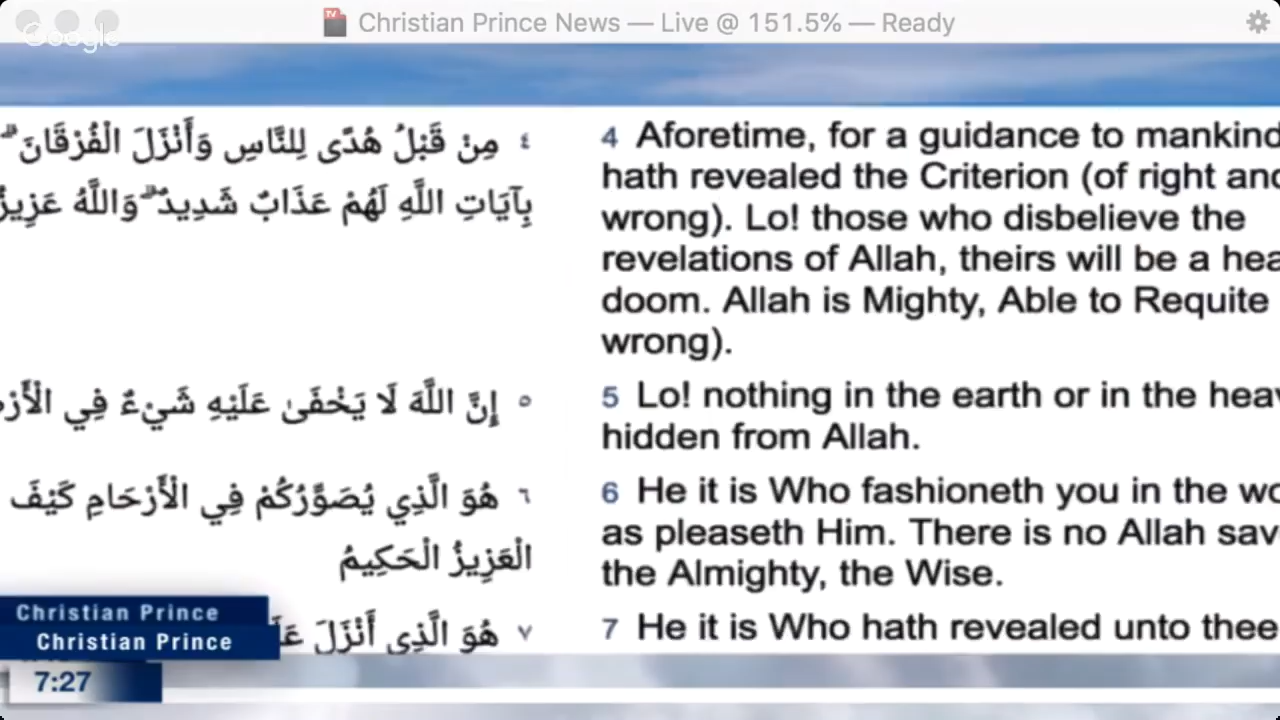 Christian Prince News — Live @ 151.5% — Ready
Google
٤ مِنْ قَبْلُ هُدًى لِلنَّاسِ وَأَنْزَلَ الْفُرْقَانَ ۗ
بِآيَاتِ اللَّهِ لَهُمْ عَذَابٌ شَدِيدٌ ۗ وَاللَّهُ عَزِيزٌ
٥ إِنَّ اللَّهَ لَا يَخْفَىٰ عَلَيْهِ شَيْءٌ فِي
٦ هُوَ الَّذِي يُصَوِّرُكُمْ فِي الْأَرْحَامِ كَيْفَ
الْعَزِيزُ الْحَكِيمُ
٧ هُوَ الَّذِي أَنْزَلَ
4 Aforetime, for a guidance to mankind
hath revealed the Criterion (of right and
wrong). Lo! those who disbelieve the
revelations of Allah, theirs will be a hea
doom. Allah is Mighty, Able to Requite
wrong).
5 Lo! nothing in the earth or in the heav
hidden from Allah.
6 He it is Who fashioneth you in the wo
as pleaseth Him. There is no Allah sav
the Almighty, the Wise.
7 He it is Who hath revealed unto thee
Christian Prince
Christian Prince
7:27